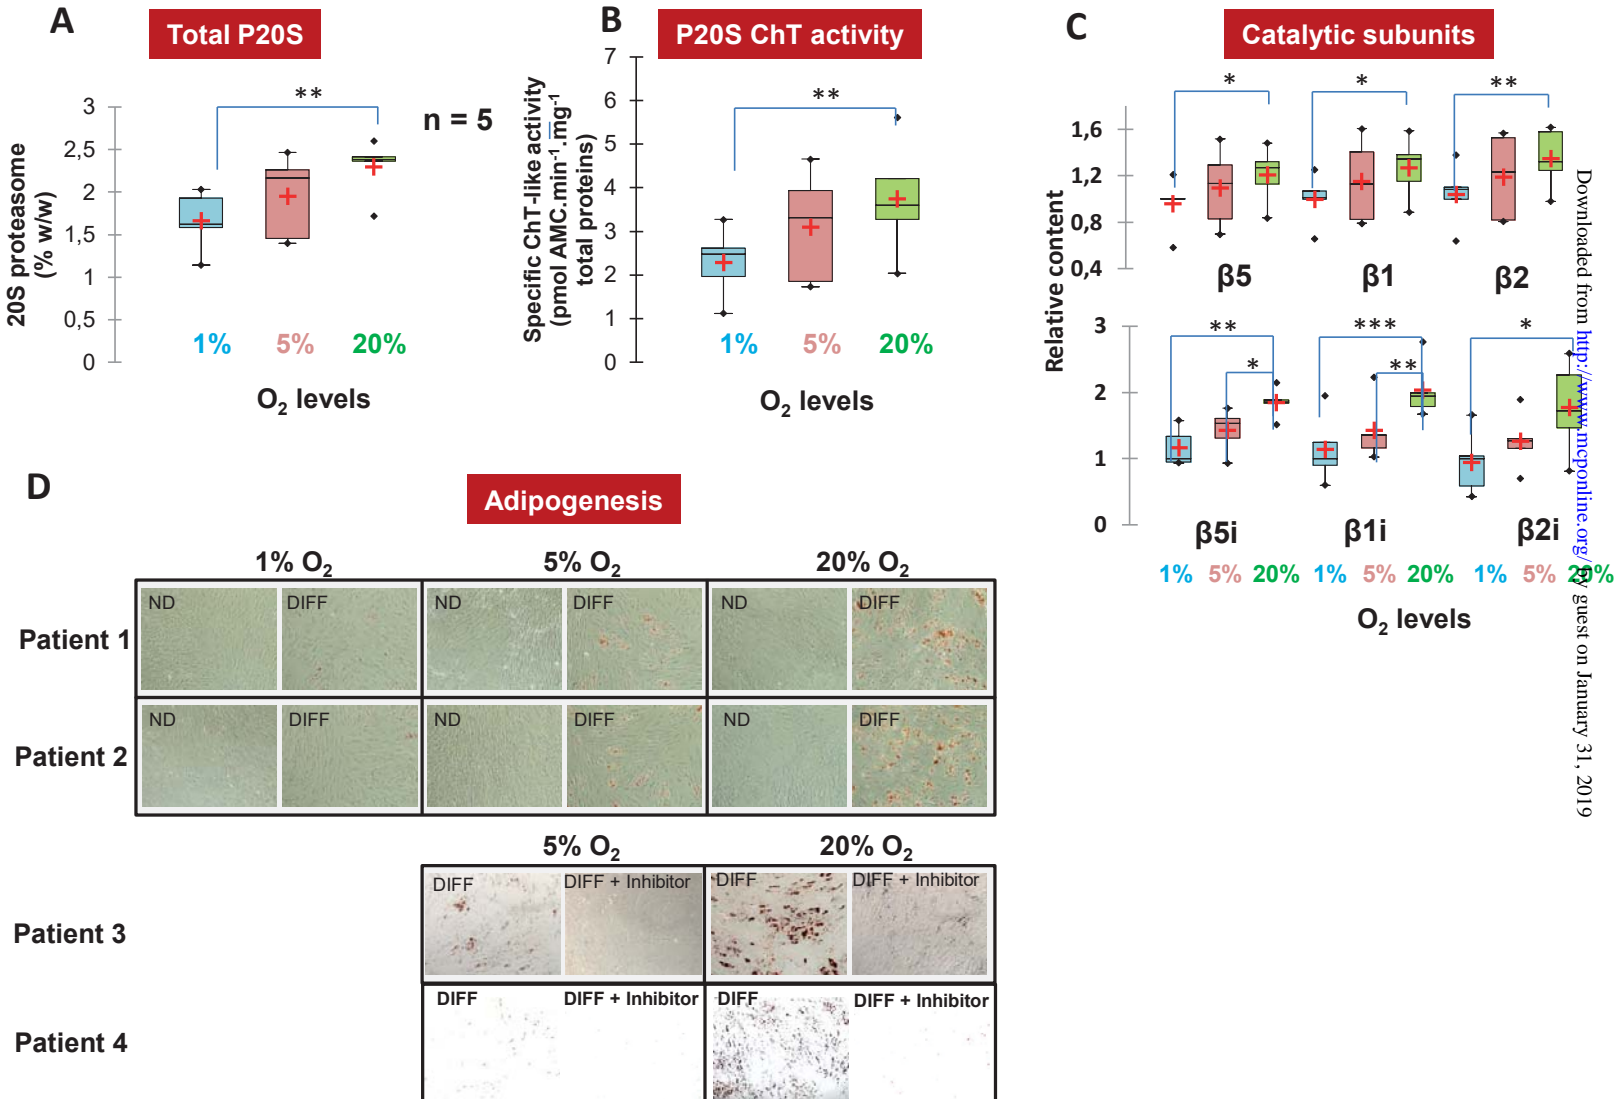 A
Total P20S
3
2,5
2
1,5
1
0,5
0
20S proteasome
(% w/w)
**
n = 5
1% 5% 20%
O2 levels
B
P20S ChT activity
7
6
5
4
3
2
1
0
Specific ChT-like activity
(pmol AMC.min-1.mg-1
total proteins)
**
1% 5% 20%
O2 levels
C
Catalytic subunits
Relative content
* * **
1,6
1,2
0,8
0,4
β5 β1 β2
3
2
1
0
** * *** ** *
β5i β1i β2i
1% 5% 20% 1% 5% 20% 1% 5% 20%
O2 levels
D
Adipogenesis
1% O2 5% O2 20% O2
Patient 1
ND DIFF ND DIFF ND DIFF
Patient 2
ND DIFF ND DIFF ND DIFF
5% O2 20% O2
Patient 3
DIFF DIFF + Inhibitor DIFF DIFF + Inhibitor
Patient 4
DIFF DIFF + Inhibitor DIFF DIFF + Inhibitor
Downloaded from http://www.mcponline.org/ by guest on January 31, 2019